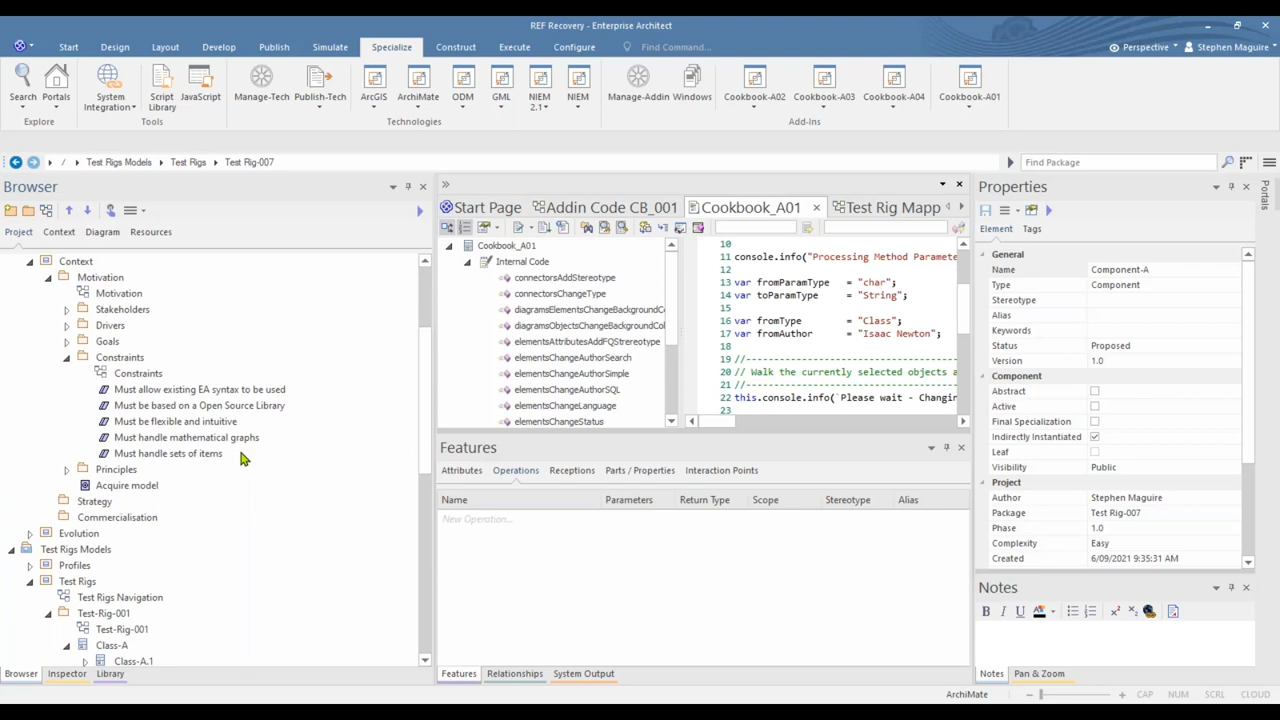 REF Recovery - Enterprise Architect
Start Design Layout Develop Publish Simulate Specialize Construct Execute Configure Find Command... Perspective Stephen Maguire
Search Portals System Integration Script Library JavaScript Manage-Tech Publish-Tech ArcGIS ArchiMate ODM GML NIEM 2.1 NIEM Manage-Addin Windows Cookbook-A02 Cookbook-A03 Cookbook-A04 Cookbook-A01
Explore Tools Technologies Add-Ins
/ Test Rigs Models Test Rigs Test Rig-007 Find Package
Browser
Project Context Diagram Resources
Context
Motivation
Motivation
Stakeholders
Drivers
Goals
Constraints
Constraints
Must allow existing EA syntax to be used
Must be based on a Open Source Library
Must be flexible and intuitive
Must handle mathematical graphs
Must handle sets of items
Principles
Acquire model
Strategy
Commercialisation
Evolution
Test Rigs Models
Profiles
Test Rigs
Test Rigs Navigation
Test-Rig-001
Test-Rig-001
Class-A
Class-A.1
Browser Inspector Library
Start Page Addin Code CB_001 Cookbook_A01 Test Rig Mapp
Cookbook_A01
Internal Code
connectorsAddStereotype
connectorsChangeType
diagramsElementsChangeBackgroundCo
diagramsObjectsChangeBackgroundCol
elementsAttributesAddFQStrereotype
elementsChangeAuthorSearch
elementsChangeAuthorSimple
elementsChangeAuthorSQL
elementsChangeLanguage
elementsChangeStatus
10
11 console.info("Processing Method Paramete
12
13 var fromParamType = "char";
14 var toParamType = "String";
15
16 var fromType = "Class";
17 var fromAuthor = "Isaac Newton";
18
19 //----------------------------------------
20 // Walk the currently selected objects a
21 //----------------------------------------
22 this.console.info(`Please wait - Changin
23
Features
Attributes Operations Receptions Parts / Properties Interaction Points
Name Parameters Return Type Scope Stereotype Alias
New Operation...
Features Relationships System Output
Properties
Element Tags
General
Name Component-A
Type Component
Stereotype
Alias
Keywords
Status Proposed
Version 1.0
Component
Abstract
Active
Final Specialization
Indirectly Instantiated
Leaf
Visibility Public
Project
Author Stephen Maguire
Package Test Rig-007
Phase 1.0
Complexity Easy
Created 6/09/2021 9:35:31 AM
Notes
B I U A
Notes Pan & Zoom
Portals
ArchiMate CAP NUM SCRL CLOUD